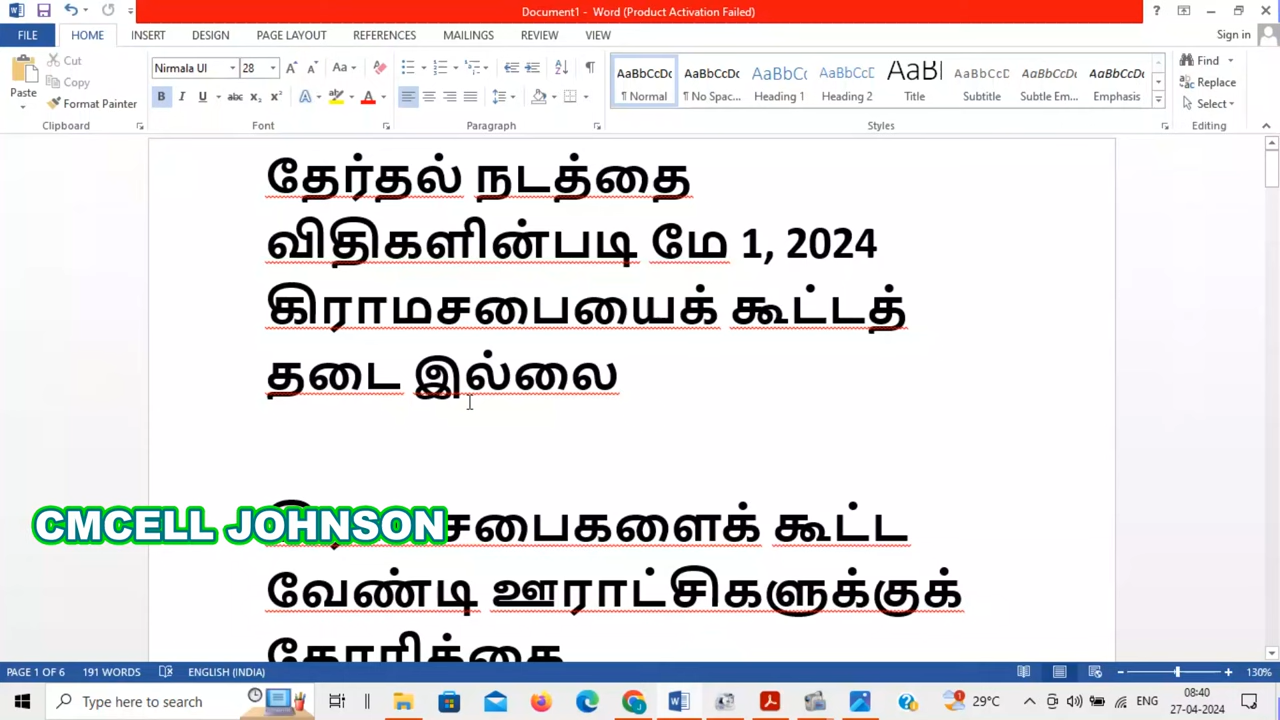 Document1 - Word (Product Activation Failed)
FILE HOME INSERT DESIGN PAGE LAYOUT REFERENCES MAILINGS REVIEW VIEW Sign in
Paste Cut Copy Format Painter
Nirmala UI 28
AaBbCcDc AaBbCcDc AaBbCc AaBbCcD AaBl AaBbCcD AaBbCcDc AaBbCcDc
¶ Normal ¶ No Spac... Heading 1 Heading 2 Title Subtitle Subtle Em... Emphasis
Find Replace Select
Clipboard Font Paragraph Styles Editing
தேர்தல் நடத்தை
விதிகளின்படி மே 1, 2024
கிராமசபையைக் கூட்டத்
தடை இல்லை
CMCELL JOHNSON
சபைகளைக் கூட்ட
வேண்டி ஊராட்சிகளுக்குக்
கோரிக்கை
PAGE 1 OF 6 191 WORDS ENGLISH (INDIA) 130%
Type here to search 29°C ENG 08:40
27-04-2024